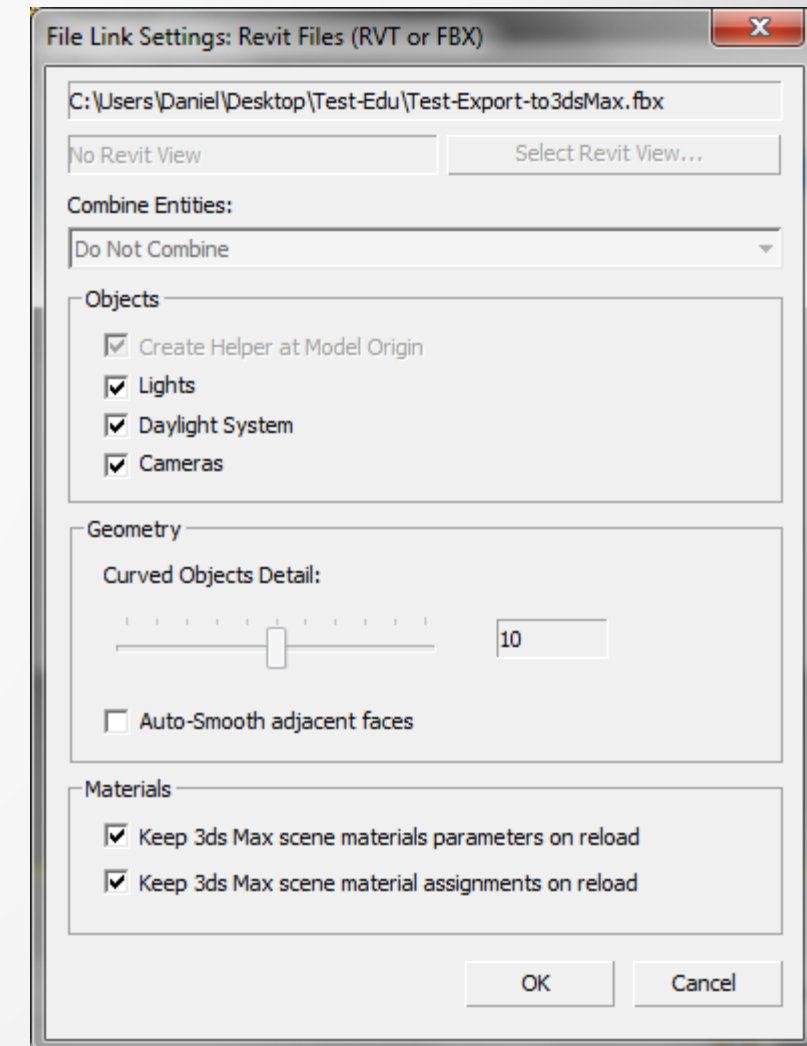 File Link Settings: Revit Files (RVT or FBX)
C:\Users\Daniel\Desktop\Test-Edu\Test-Export-to3dsMax.fbx
No Revit View
Select Revit View...
Combine Entities:
Do Not Combine
Objects
Create Helper at Model Origin
Lights
Daylight System
Cameras
Geometry
Curved Objects Detail:
10
Auto-Smooth adjacent faces
Materials
Keep 3ds Max scene materials parameters on reload
Keep 3ds Max scene material assignments on reload
OK
Cancel